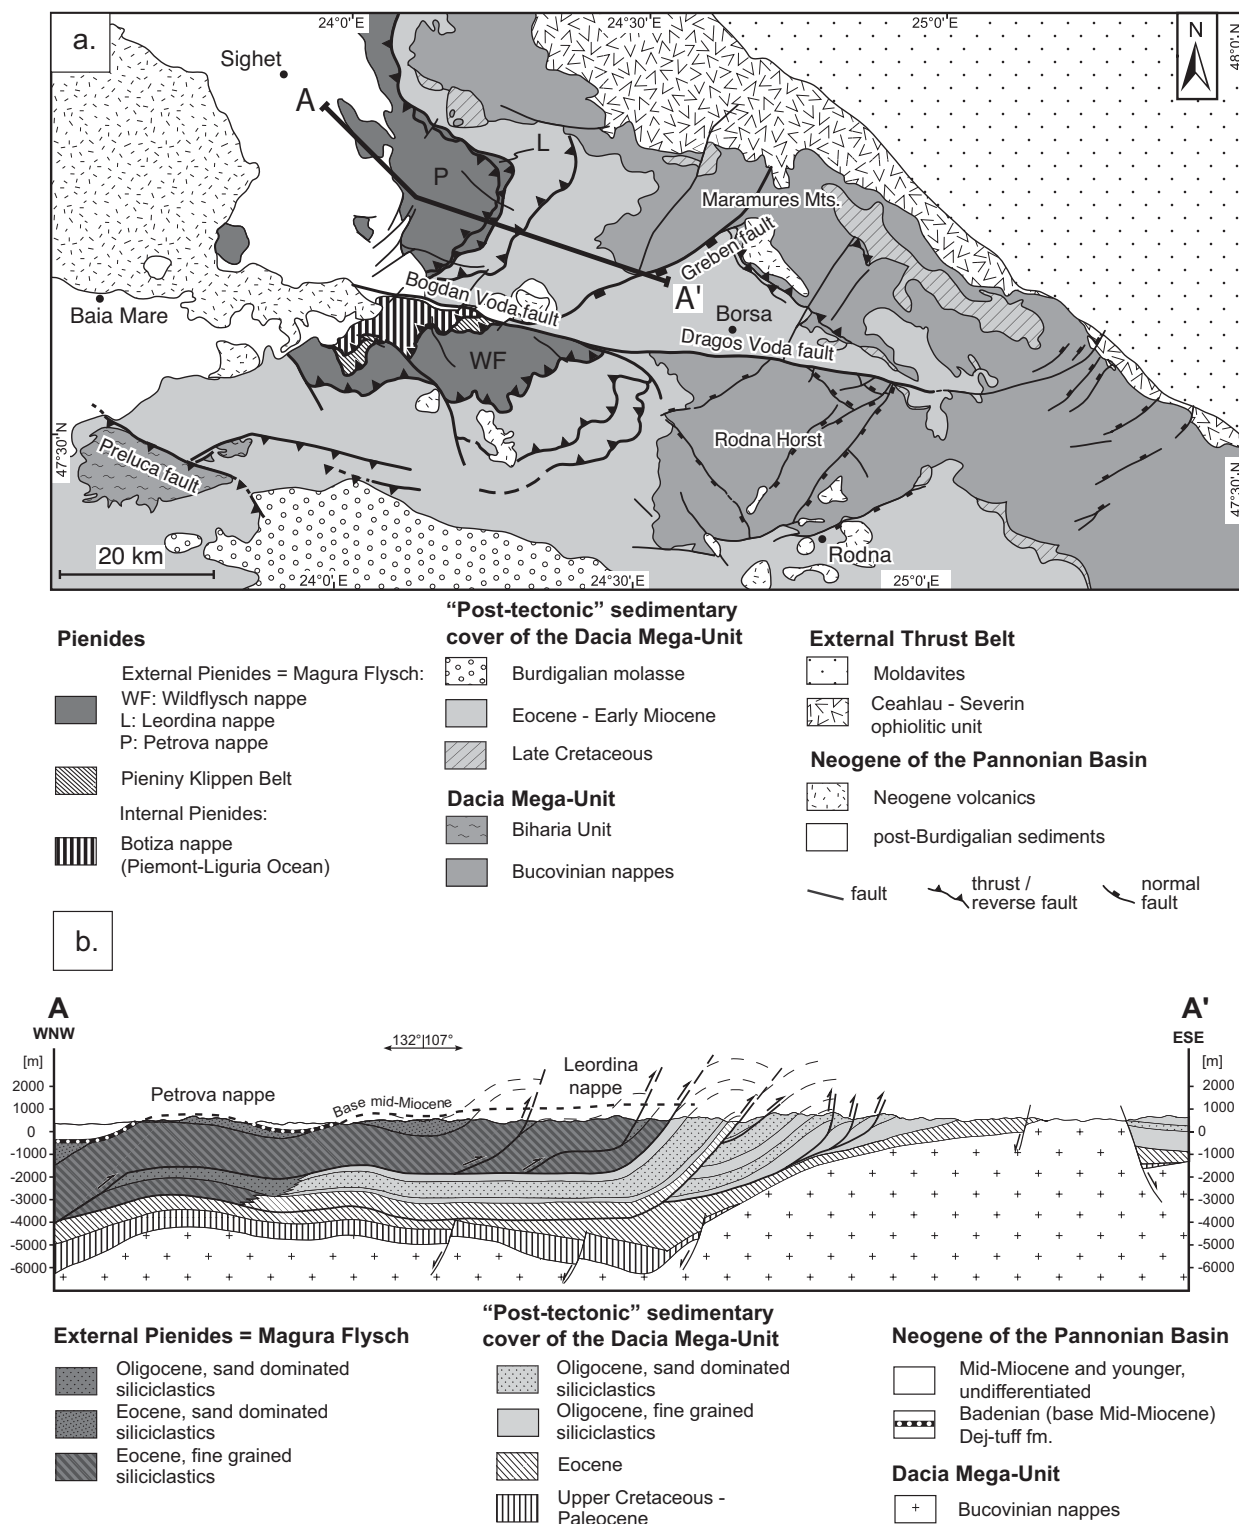 a.
24°0'E
24°30'E
25°0'E
N
48°0'N
Sighet
A
L
P
Maramures Mts.
Greben fault
A'
Bogdan Voda fault
Baia Mare
Borsa
Dragos Voda fault
WF
47°30'N
Preluca fault
Rodna Horst
47°30'N
20 km
Rodna
24°0'E
24°30'E
25°0'E
Pienides
External Pienides = Magura Flysch:
WF: Wildflysch nappe
L: Leordina nappe
P: Petrova nappe
Pieniny Klippen Belt
Internal Pienides:
Botiza nappe
(Piemont-Liguria Ocean)
“Post-tectonic” sedimentary
cover of the Dacia Mega-Unit
Burdigalian molasse
Eocene - Early Miocene
Late Cretaceous
Dacia Mega-Unit
Biharia Unit
Bucovinian nappes
External Thrust Belt
Moldavites
Ceahlau - Severin
ophiolitic unit
Neogene of the Pannonian Basin
Neogene volcanics
post-Burdigalian sediments
fault
thrust /
reverse fault
normal
fault
b.
A
WNW
A'
ESE
132°|107°
[m]
[m]
Leordina
nappe
Petrova nappe
Base mid-Miocene
2000
1000
0
-1000
-2000
-3000
-4000
-5000
-6000
2000
1000
0
-1000
-2000
-3000
-4000
-5000
-6000
External Pienides = Magura Flysch
Oligocene, sand dominated
siliciclastics
Eocene, sand dominated
siliciclastics
Eocene, fine grained
siliciclastics
“Post-tectonic” sedimentary
cover of the Dacia Mega-Unit
Oligocene, sand dominated
siliciclastics
Oligocene, fine grained
siliciclastics
Eocene
Upper Cretaceous -
Paleocene
Neogene of the Pannonian Basin
Mid-Miocene and younger,
undifferentiated
Badenian (base Mid-Miocene)
Dej-tuff fm.
Dacia Mega-Unit
Bucovinian nappes